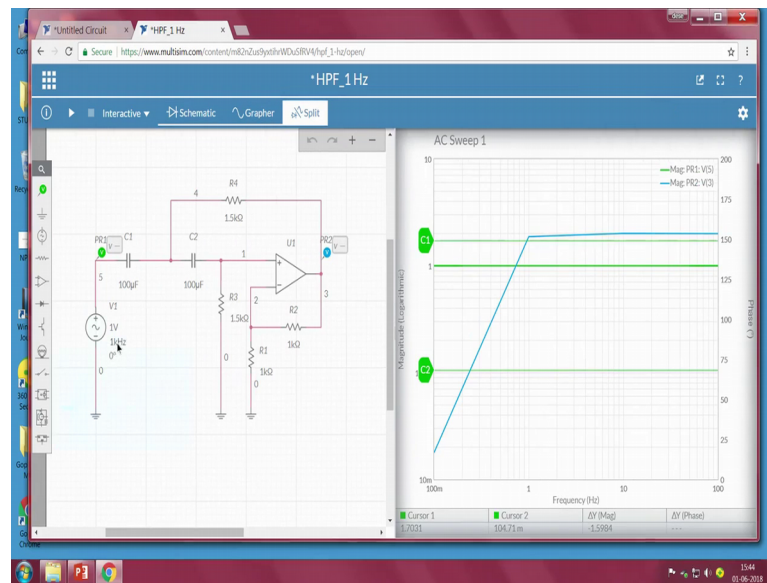 *Untitled Circuit
*HPF_1 Hz
Secure | https://www.multisim.com/content/m82nZus9yxtihrWDuSfRV4/hpf_1-hz/open/
*HPF_1 Hz
Interactive
Schematic
Grapher
Split
AC Sweep 1
R4
4
1.5kΩ
PR1
V
C1
C2
1
U1
PR2
V
5
100μF
100μF
R3
1.5kΩ
2
3
R2
1kΩ
V1
1V
1kHz
0°
0
0
R1
1kΩ
0
10
200
Mag: PR1: V(5)
Mag: PR2: V(3)
175
C1
150
1
125
Magnitude (Logarithmic)
100
Phase (°)
75
C2
50
25
10m
0
100m
1
10
100
Frequency (Hz)
Cursor 1
Cursor 2
ΔY (Mag)
ΔY (Phase)
1.7031
104.71 m
-1.5984
---
15:44
01-06-2018